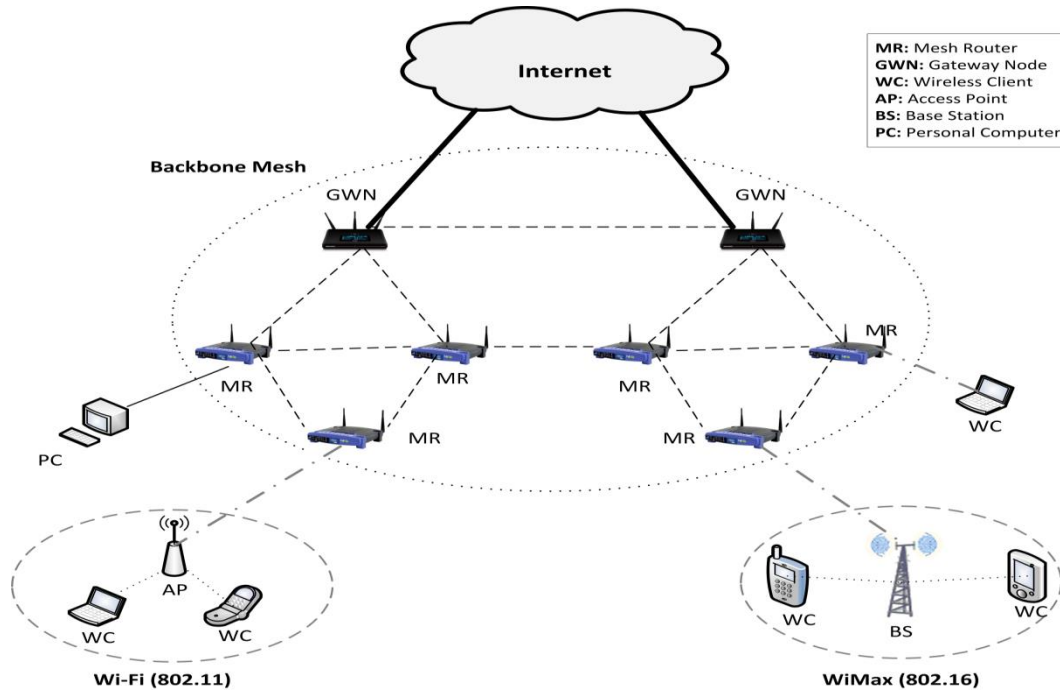 Internet
MR: Mesh Router
GWN: Gateway Node
WC: Wireless Client
AP: Access Point
BS: Base Station
PC: Personal Computer
Backbone Mesh
GWN
GWN
MR
MR
MR
MR
MR
MR
PC
WC
AP
WC
WC
WC
BS
WC
Wi-Fi (802.11)
WiMax (802.16)